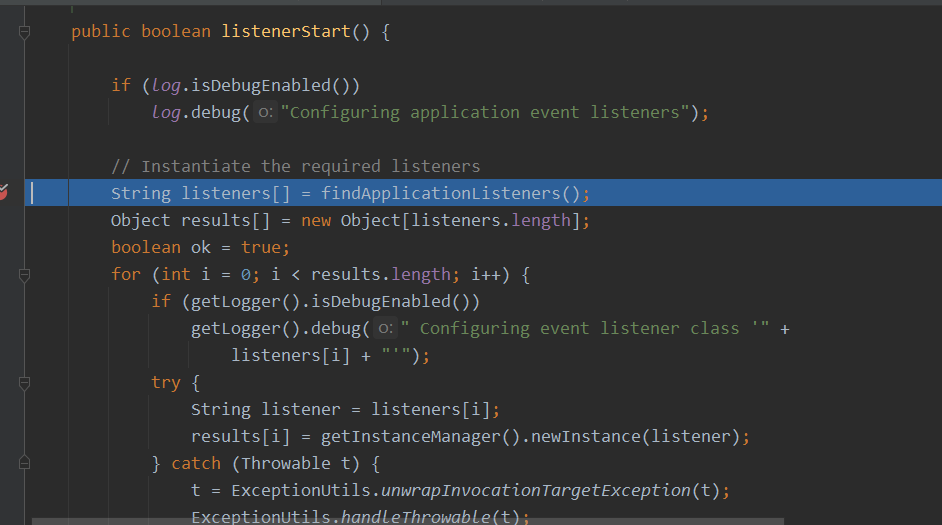 public boolean listenerStart() {
if (log.isDebugEnabled())
log.debug( o: "Configuring application event listeners");
// Instantiate the required listeners
String listeners[] = findApplicationListeners();
Object results[] = new Object[listeners.length];
boolean ok = true;
for (int i = 0; i < results.length; i++) {
if (getLogger().isDebugEnabled())
getLogger().debug( o: " Configuring event listener class '" +
listeners[i] + "'");
try {
String listener = listeners[i];
results[i] = getInstanceManager().newInstance(listener);
} catch (Throwable t) {
t = ExceptionUtils.unwrapInvocationTargetException(t);
ExceptionUtils.handleThrowable(t);